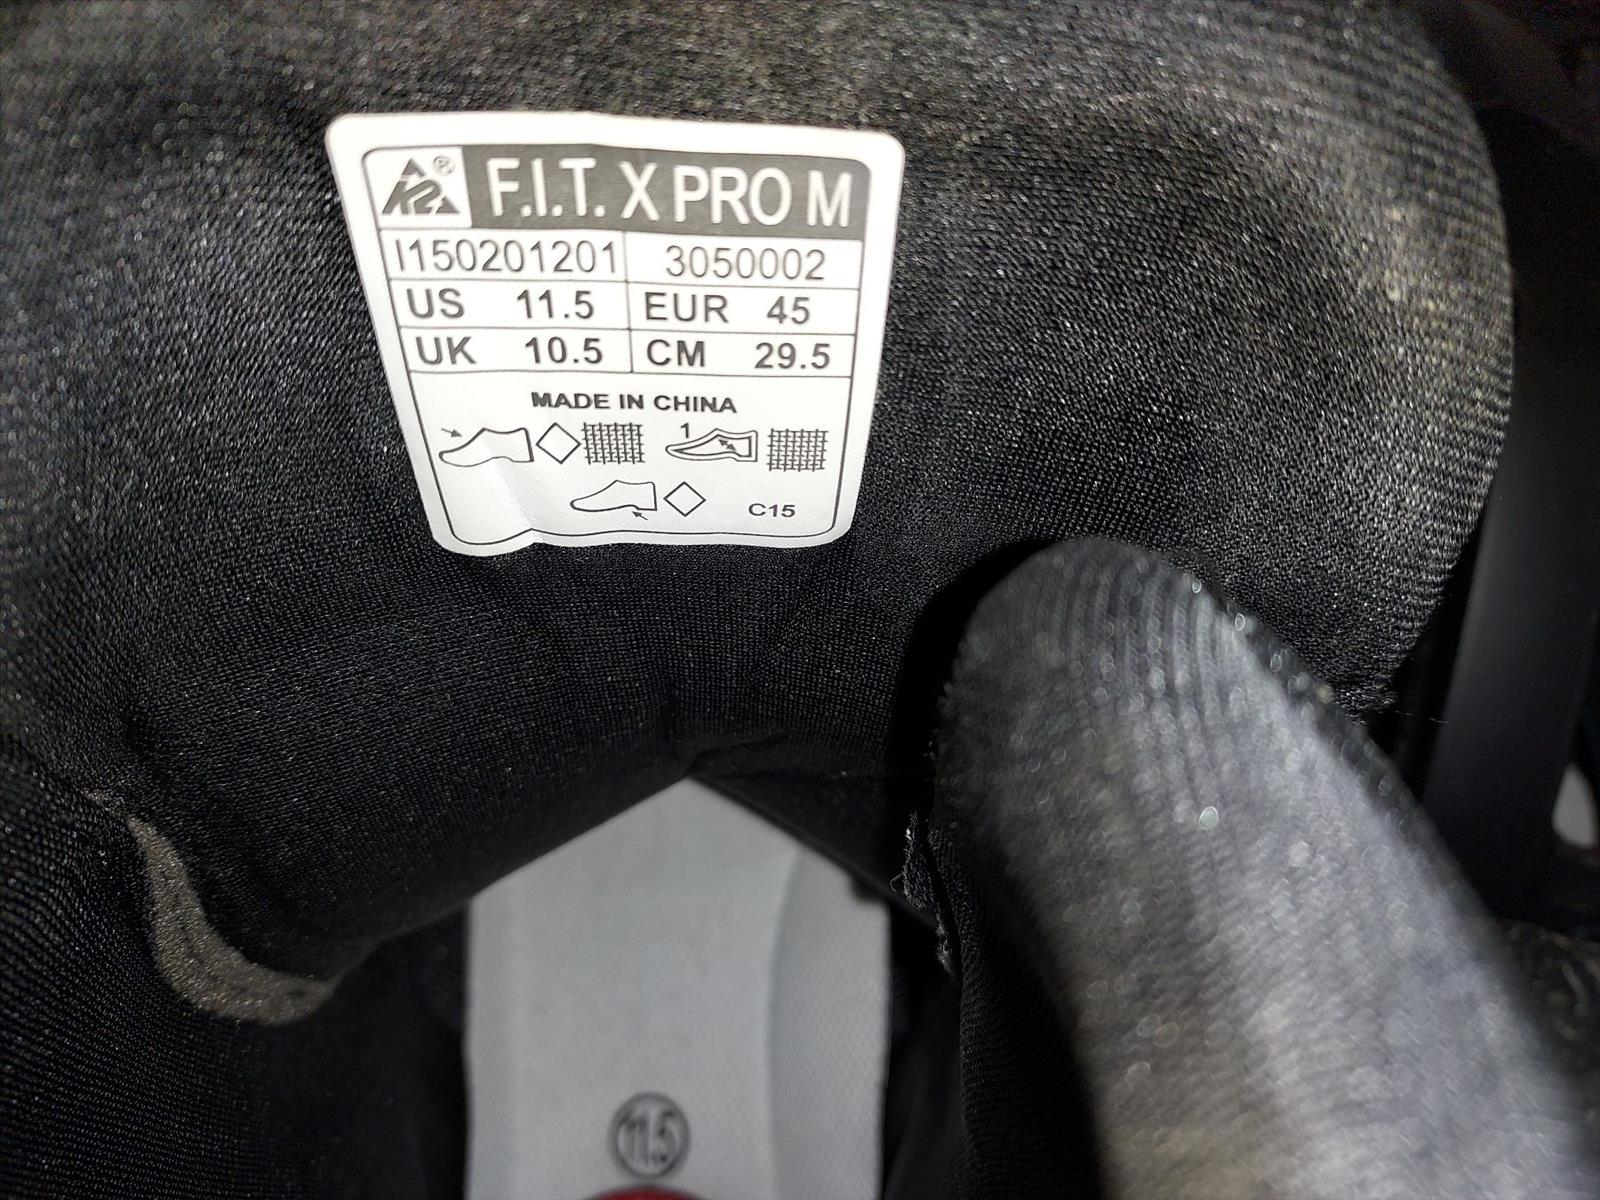 K2® F.I.T. X PRO M
I150201201 3050002
US 11.5 EUR 45
UK 10.5 CM 29.5
MADE IN CHINA
1
C15
11.5